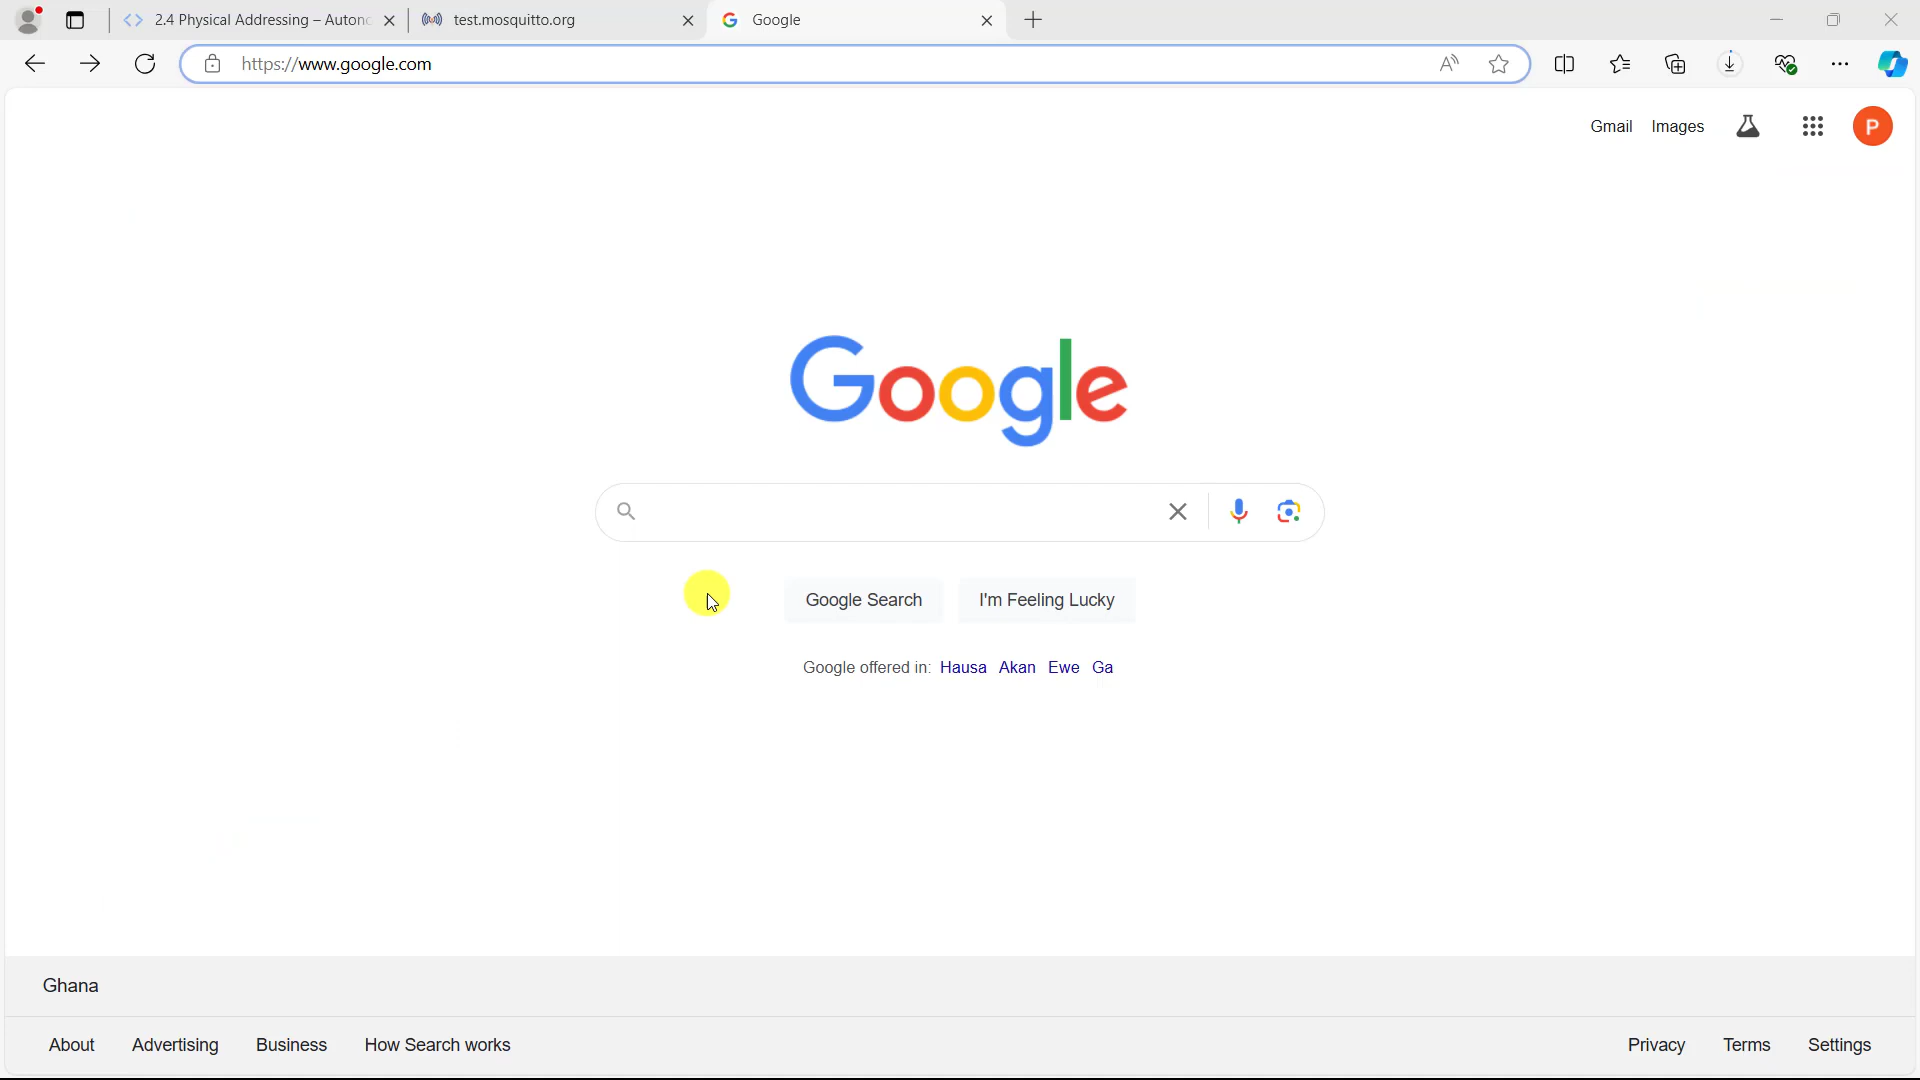 2.4 Physical Addressing – Autono
test.mosquitto.org
Google
https://www.google.com
Gmail Images
P
Google
Google Search I'm Feeling Lucky
Google offered in: Hausa Akan Ewe Ga
Ghana
About Advertising Business How Search works
Privacy Terms Settings